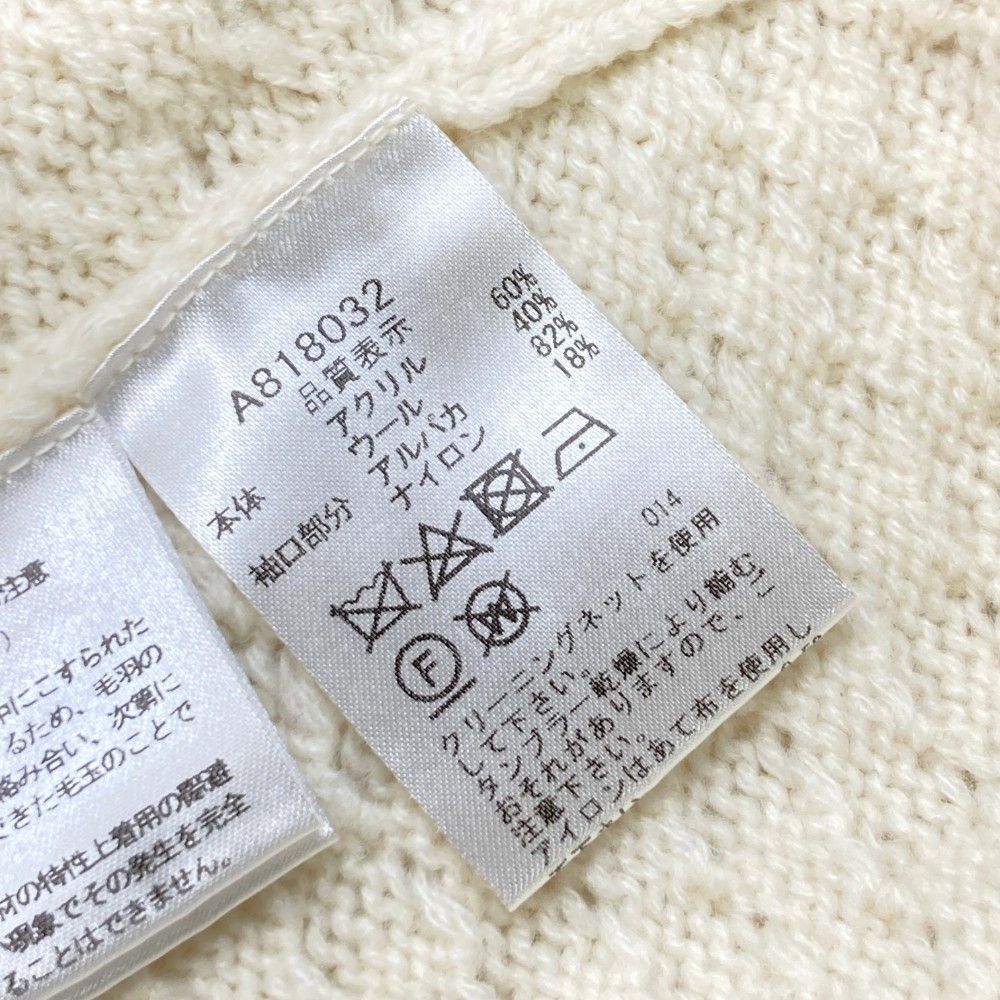 A818032
品質表示
本体 アクリル 60%
ウール 40%
袖口部分 アルパカ 82%
ナイロン 18%
F
W
014
クリーニングネットを使用
して下さい。
タンブラー乾燥により縮む
おそれがありますので、ご
注意下さい。
アイロンはあて布を使用し
注意
)
にこすられた
るため、毛羽の
絡み合い、次第に
できた毛玉のこと
の特性上着用の際避
現象でその発生を完全
ることはできません。